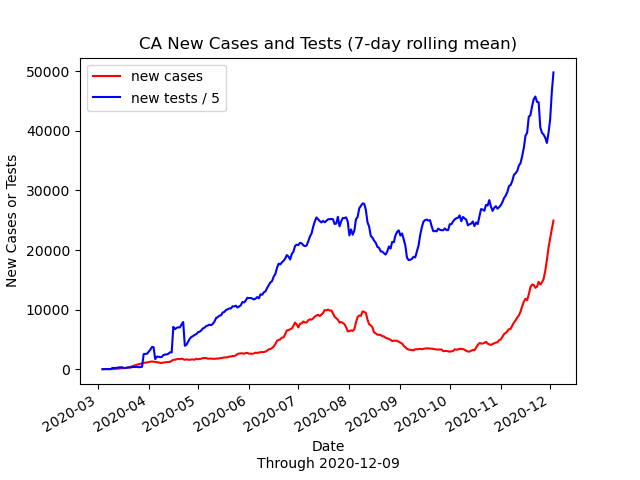 CA New Cases and Tests (7-day rolling mean)
new cases
new tests / 5
New Cases or Tests
50000
40000
30000
20000
10000
0
2020-03
2020-04
2020-05
2020-06
2020-07
2020-08
2020-09
2020-10
2020-11
2020-12
Date
Through 2020-12-09